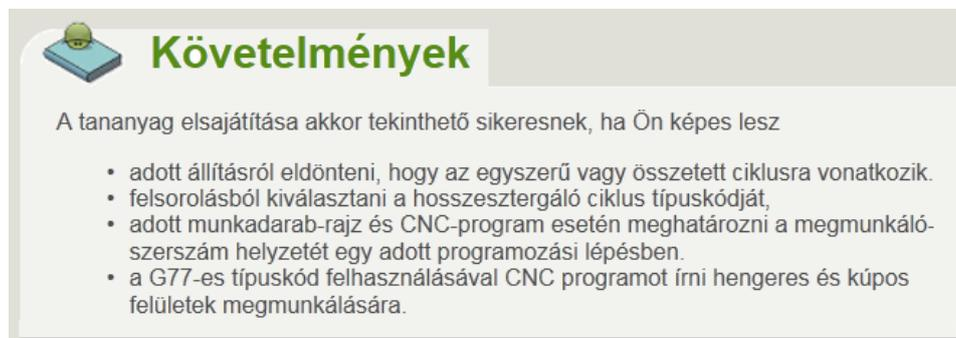 Követelmények
A tananyag elsajátítása akkor tekinthető sikeresnek, ha Ön képes lesz
• adott állításról eldönteni, hogy az egyszerű vagy összetett ciklusra vonatkozik.
• felsorolásból kiválasztani a hosszesztergáló ciklus típuskódját,
• adott munkadarab-rajz és CNC-program esetén meghatározni a megmunkáló-
szerszám helyzetét egy adott programozási lépésben.
• a G77-es típuskód felhasználásával CNC programot írni hengeres és kúpos
felületek megmunkálására.